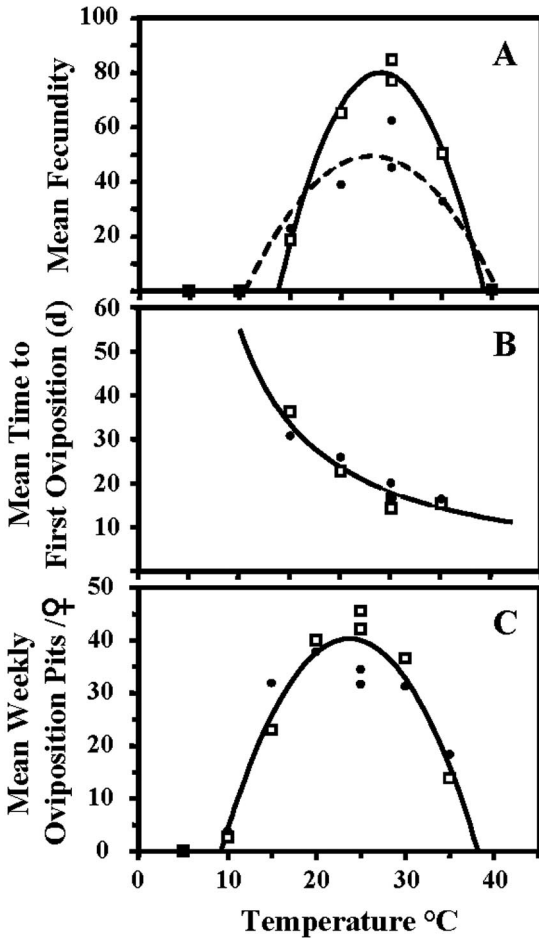 100
80
60
40
20
Mean Fecundity
A
60
50
40
30
20
10
Mean Time to
First Oviposition (d)
B
50
40
30
20
10
0
Mean Weekly
Oviposition Pits /♀
C
0 10 20 30 40
Temperature °C